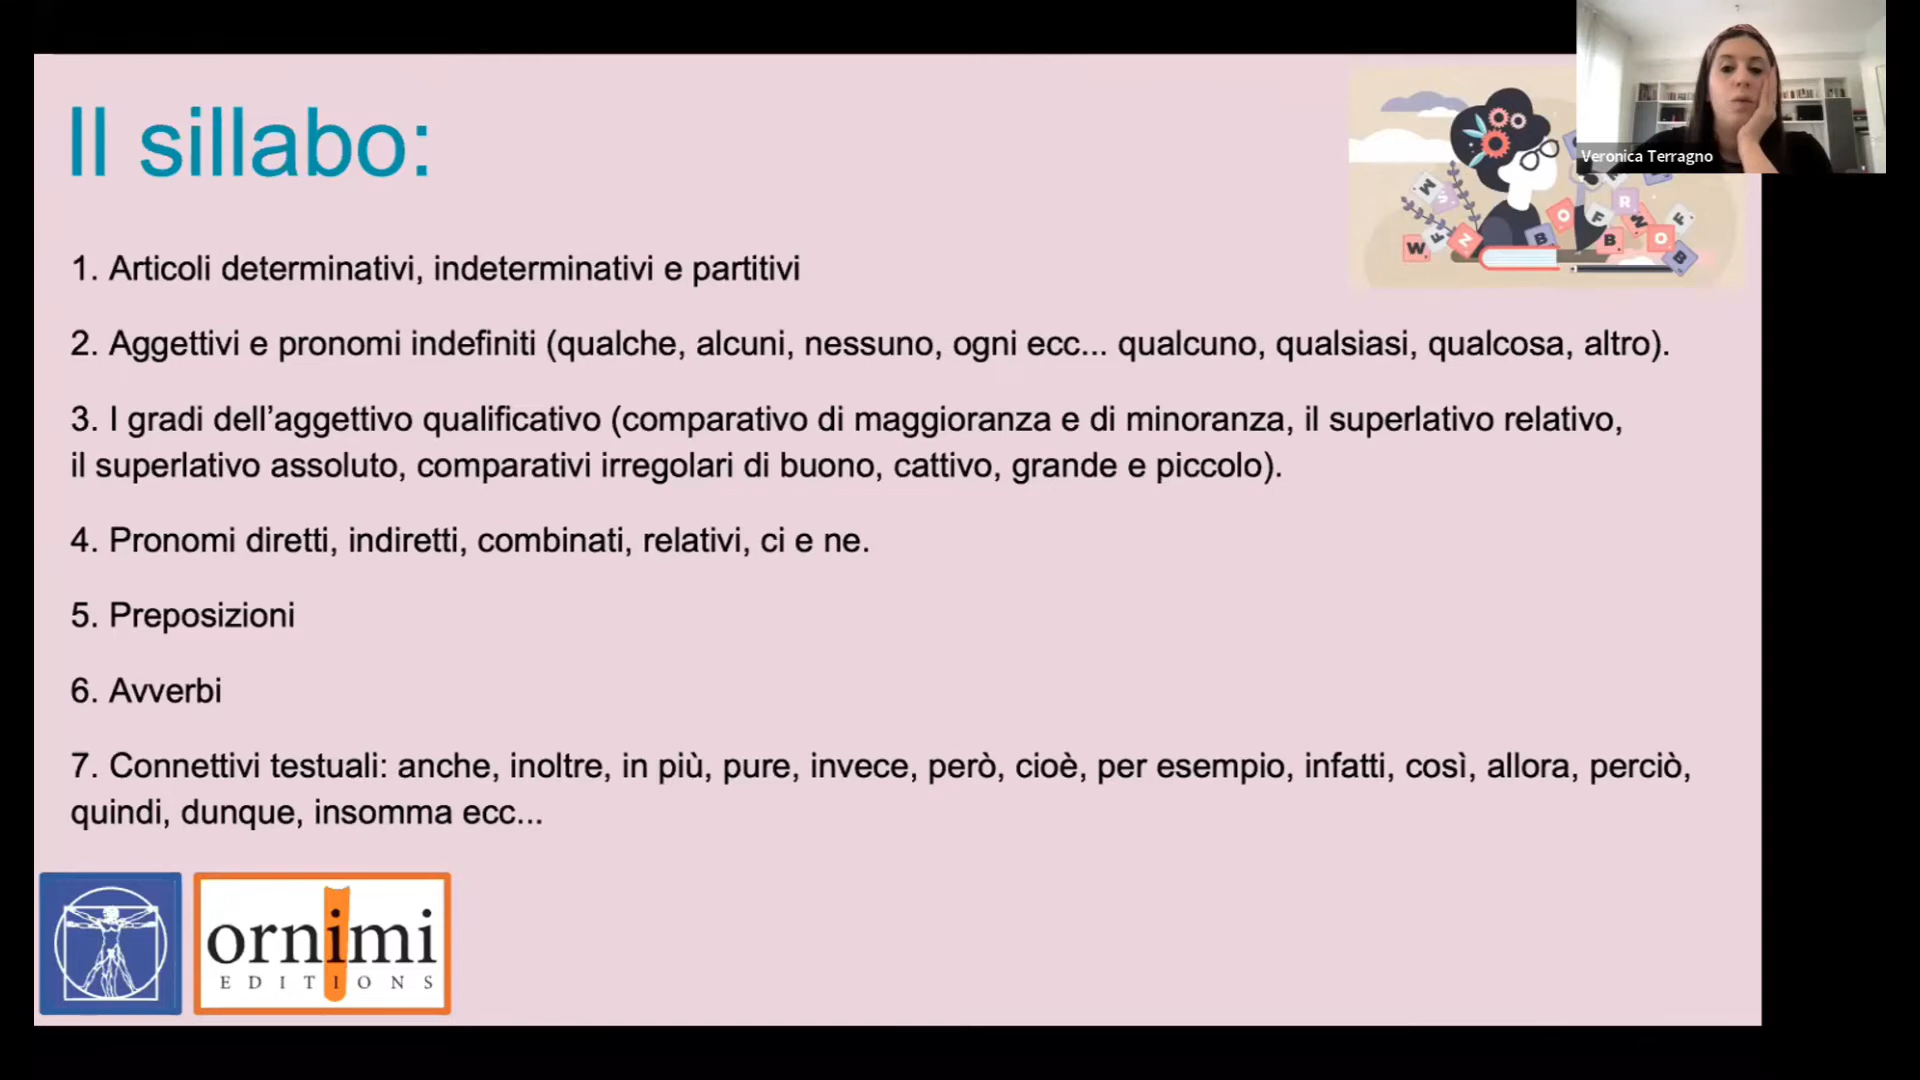 Il sillabo:
Veronica Terragno
1. Articoli determinativi, indeterminativi e partitivi
2. Aggettivi e pronomi indefiniti (qualche, alcuni, nessuno, ogni ecc... qualcuno, qualsiasi, qualcosa, altro).
3. I gradi dell’aggettivo qualificativo (comparativo di maggioranza e di minoranza, il superlativo relativo,
il superlativo assoluto, comparativi irregolari di buono, cattivo, grande e piccolo).
4. Pronomi diretti, indiretti, combinati, relativi, ci e ne.
5. Preposizioni
6. Avverbi
7. Connettivi testuali: anche, inoltre, in più, pure, invece, però, cioè, per esempio, infatti, così, allora, perciò,
quindi, dunque, insomma ecc...
ornimi
EDITIONS